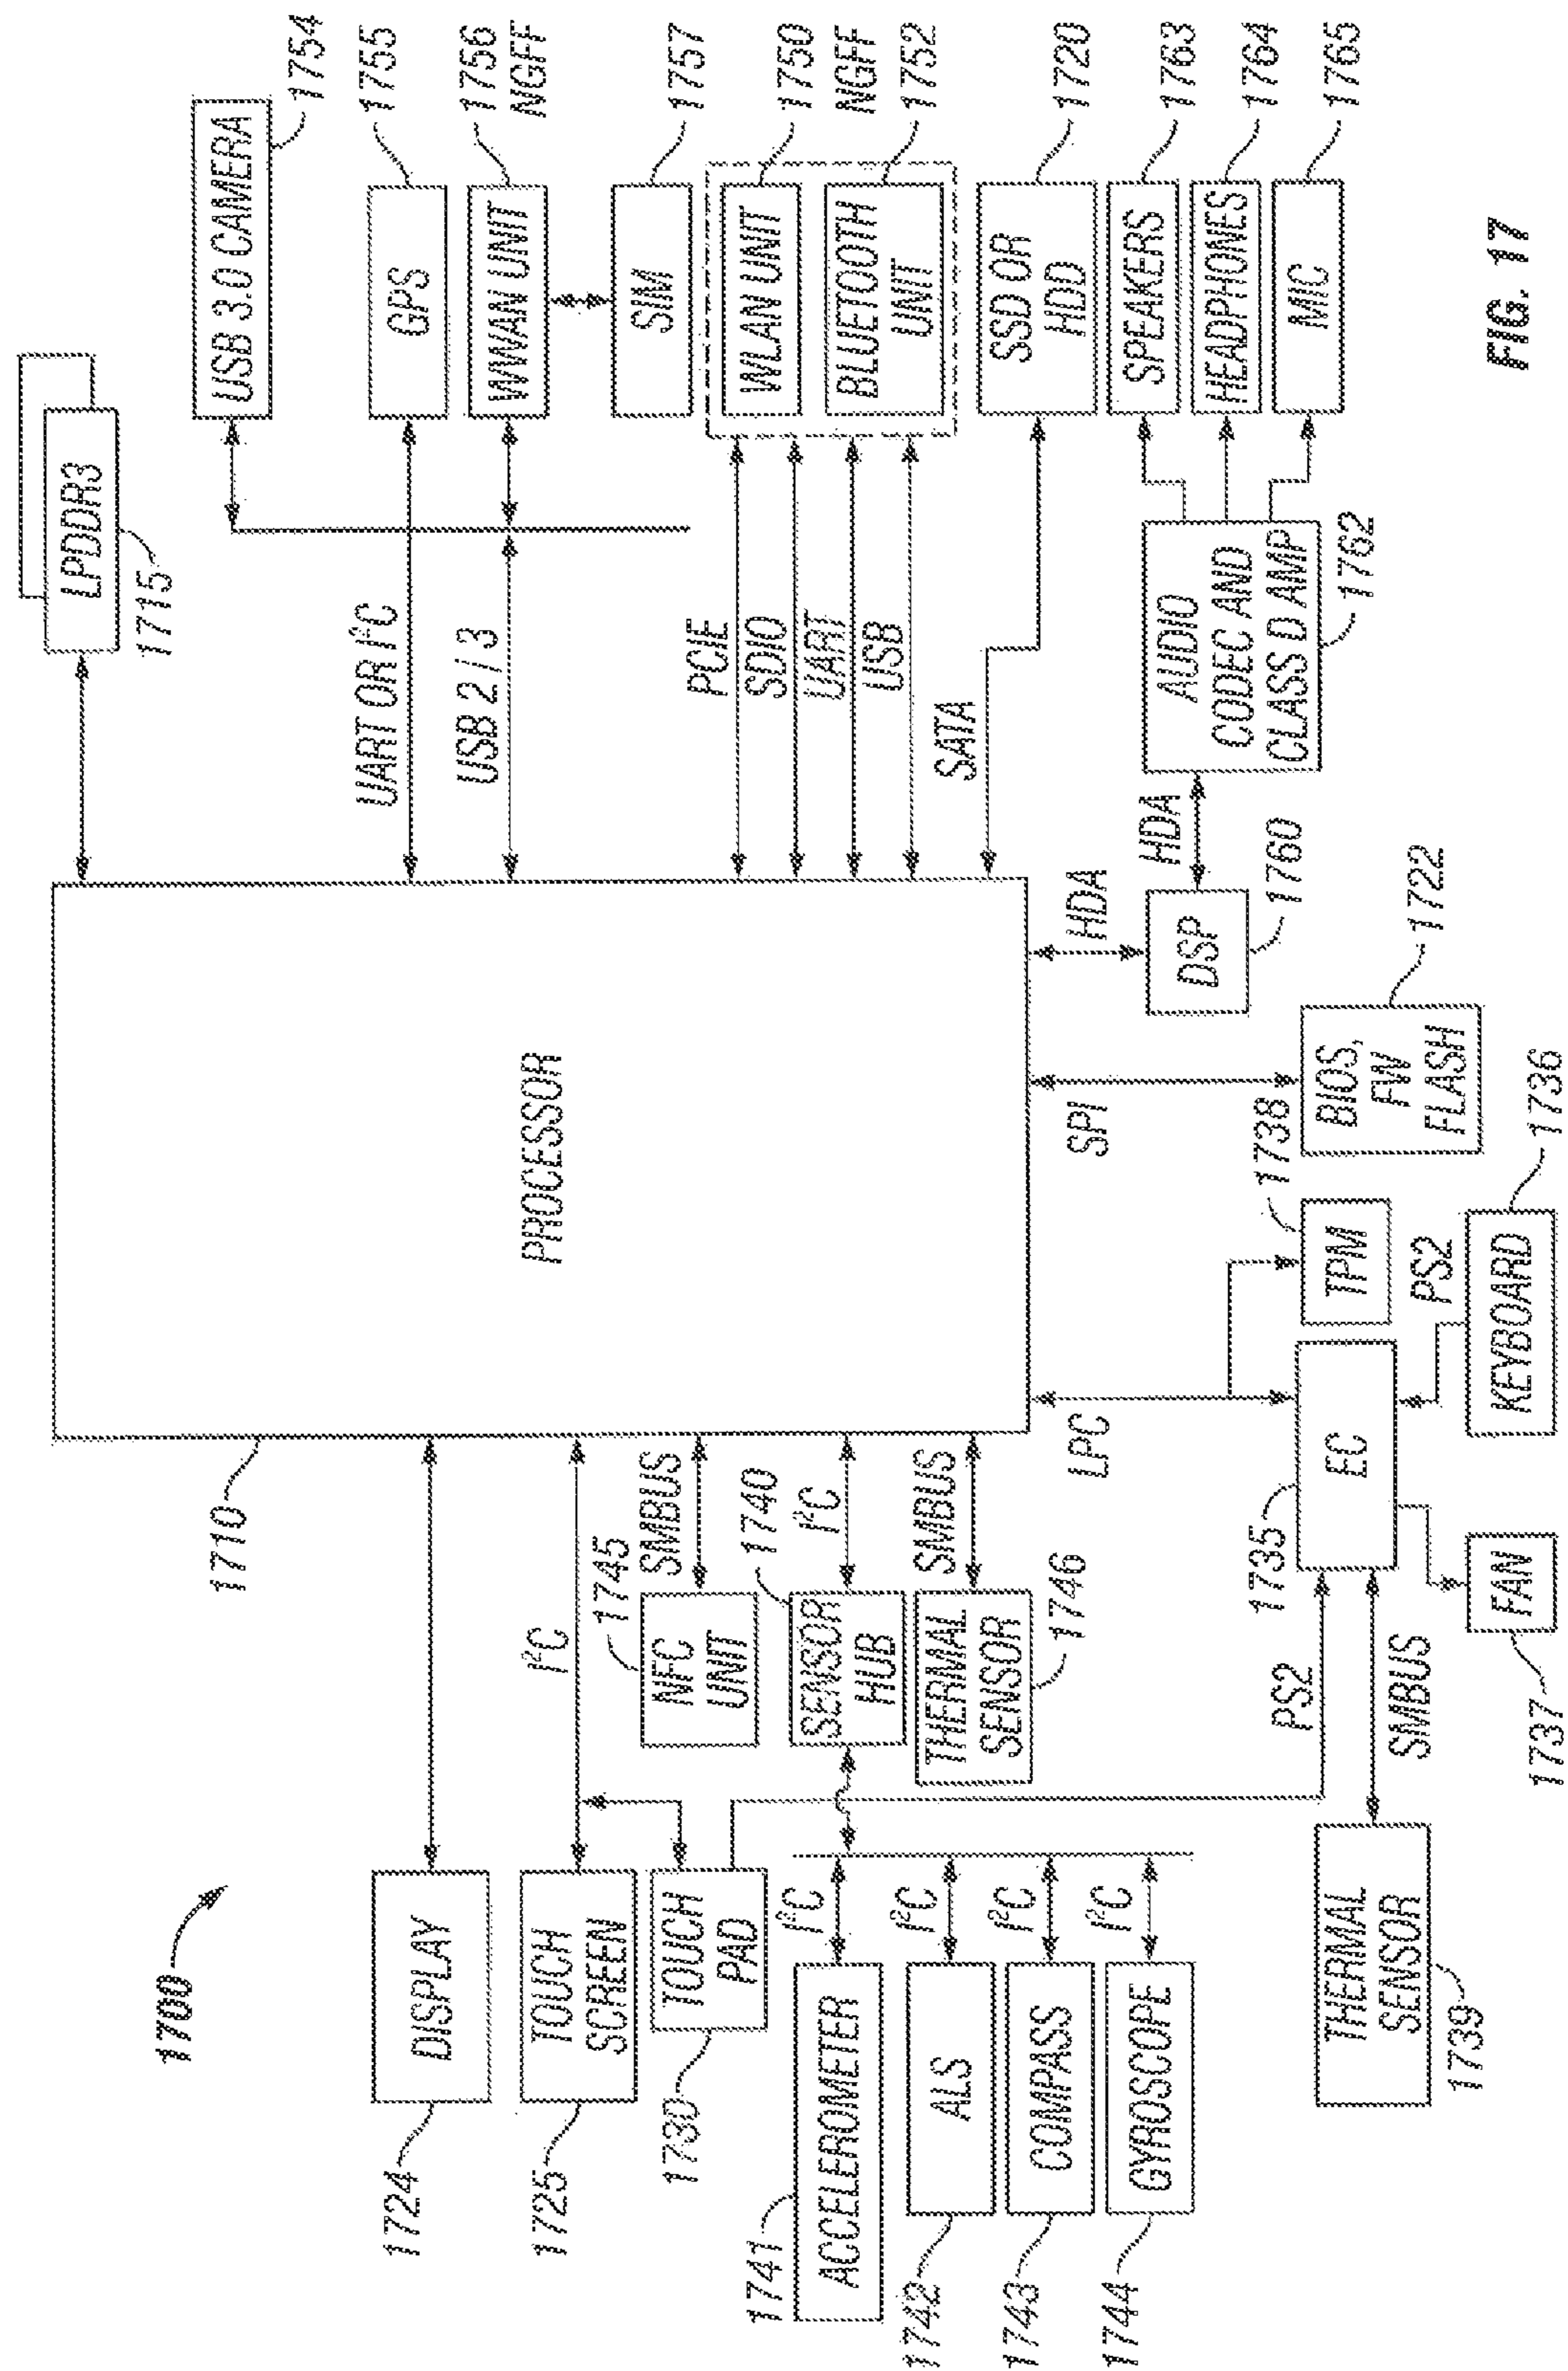 1700
LPDDR3
1715
1710
PROCESSOR
USB 3.0 CAMERA
1754
DISPLAY
1724
UART OR I²C
GPS
1755
USB 2 / 3
WWAN UNIT
1756
NGFF
I²C
TOUCH
SCREEN
1725
SIM
1757
TOUCH
PAD
1730
SMBUS
1745
NFC
UNIT
PCIE
SDIO
UART
USB
WLAN UNIT
1750
NGFF
BLUETOOTH
UNIT
1752
1740
I²C
SENSOR
HUB
SMBUS
THERMAL
SENSOR
1746
I²C
ACCELEROMETER
1741
I²C
ALS
1742
I²C
COMPASS
1743
I²C
GYROSCOPE
1744
SATA
SSD OR
HDD
1720
LPC
SPI
HDA
HDA
DSP
1760
AUDIO
CODEC AND
CLASS D AMP
1762
SPEAKERS
1763
HEADPHONES
1764
MIC
1765
PS2
1735
EC
1738
TPM
BIOS,
FW
FLASH
1722
THERMAL
SENSOR
1739
SMBUS
PS2
FAN
1737
KEYBOARD
1736
FIG. 17